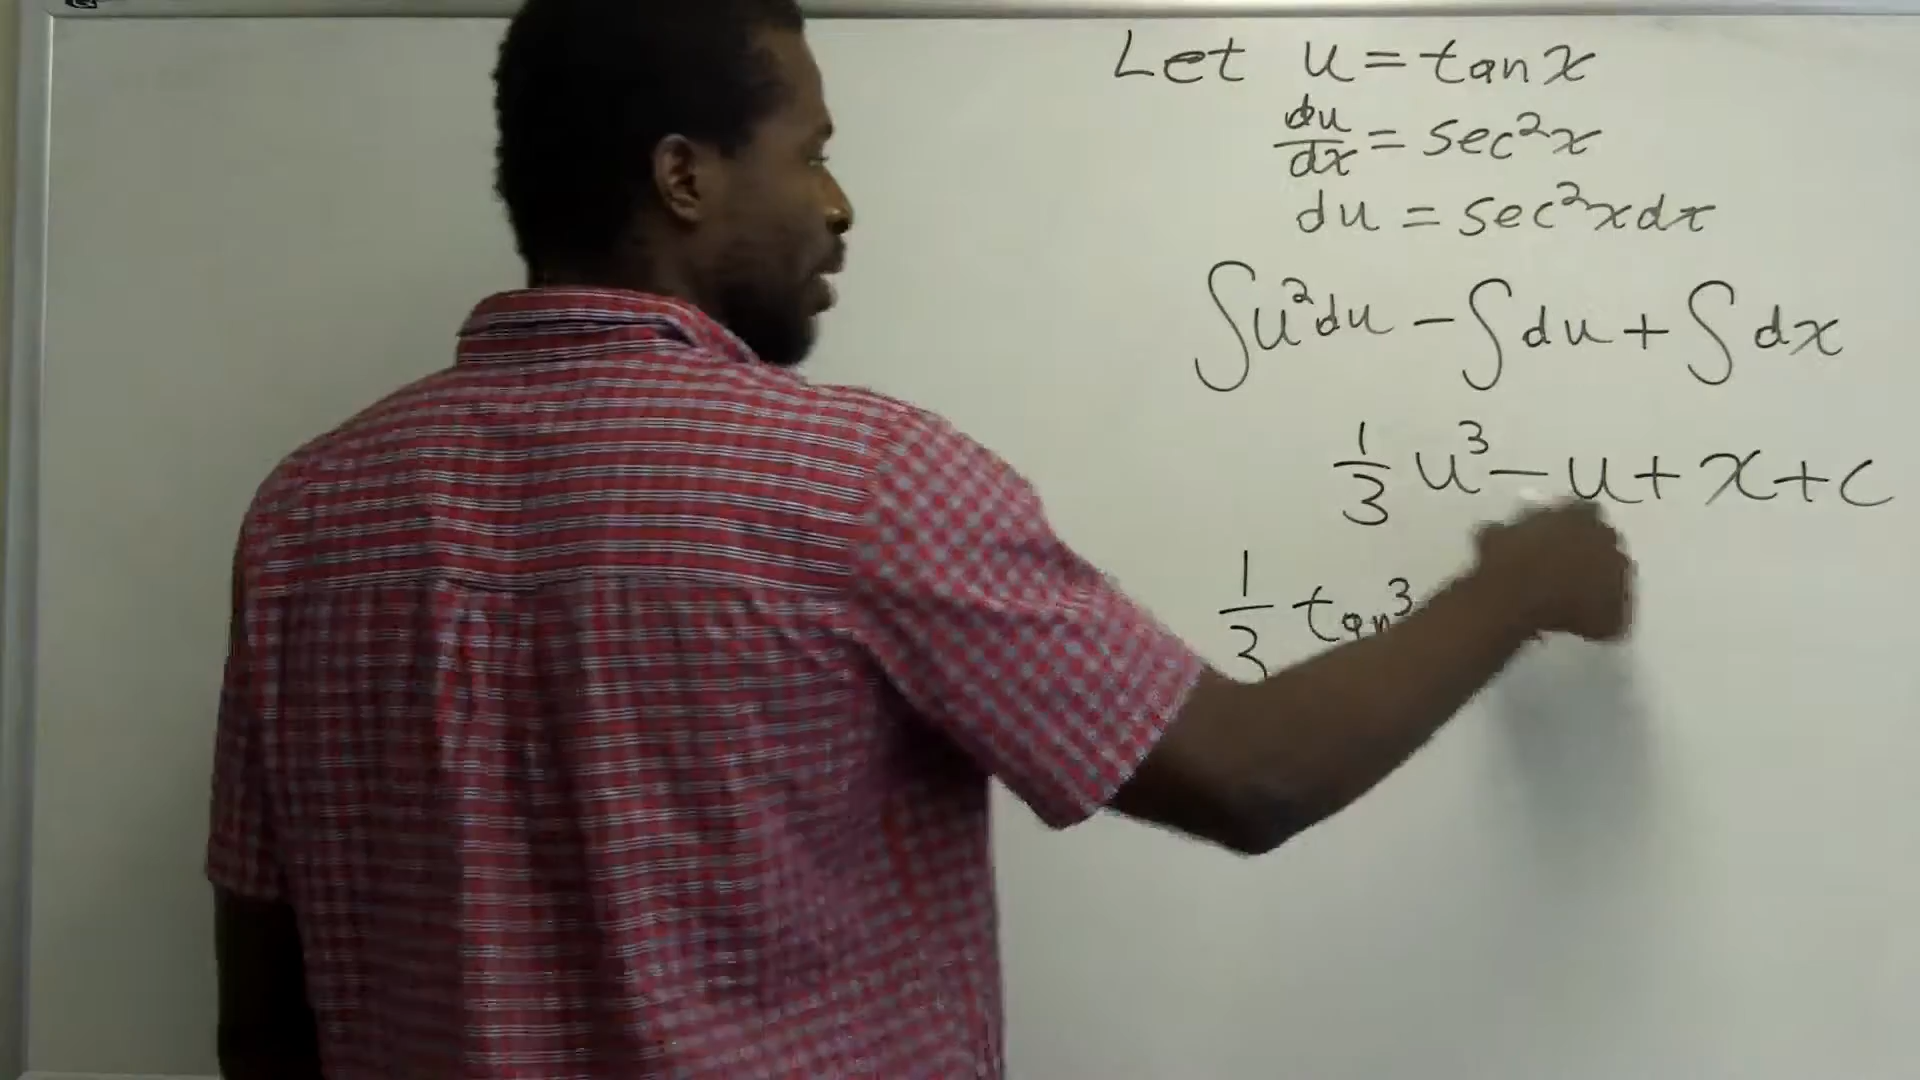 Let u = tan x
du/dx = sec²x
du = sec²x dx
∫u²du − ∫du + ∫dx
1/3 u³ − u + x + c
1/3 tan³